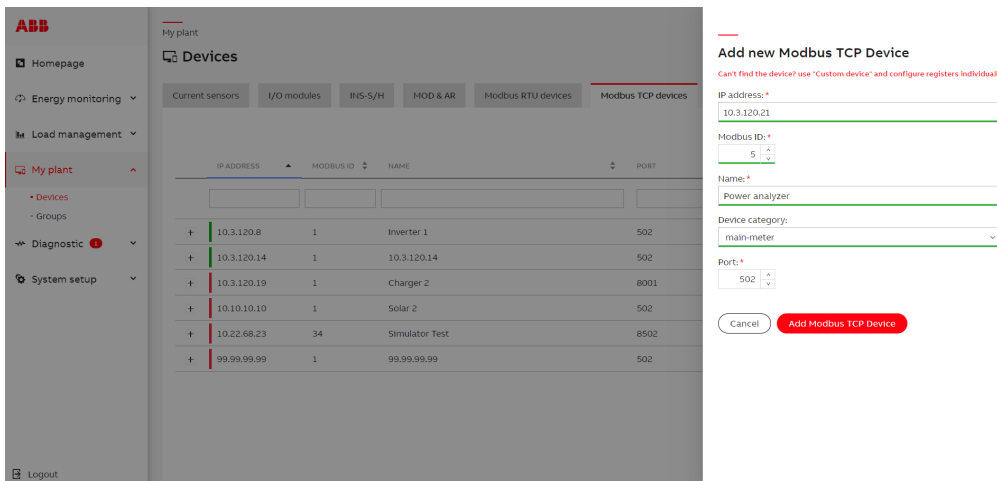 ABB
Homepage
Energy monitoring
Load management
My plant
• Devices
◦ Groups
Diagnostic 1
System setup
Logout
My plant
Devices
Current sensors I/O modules INS-S/H MOD & AR Modbus RTU devices Modbus TCP devices
IP ADDRESS MODBUS ID NAME PORT
+ 10.3.120.8 1 Inverter 1 502
+ 10.3.120.14 1 10.3.120.14 502
+ 10.3.120.19 1 Charger 2 8001
+ 10.10.10.10 1 Solar 2 502
+ 10.22.68.23 34 Simulator Test 8502
+ 99.99.99.99 1 99.99.99.99 502
Add new Modbus TCP Device
Can't find the device? use "Custom device" and configure registers individuall
IP address: *
10.3.120.21
Modbus ID: *
5
Name: *
Power analyzer
Device category:
main-meter
Port: *
502
Cancel Add Modbus TCP Device